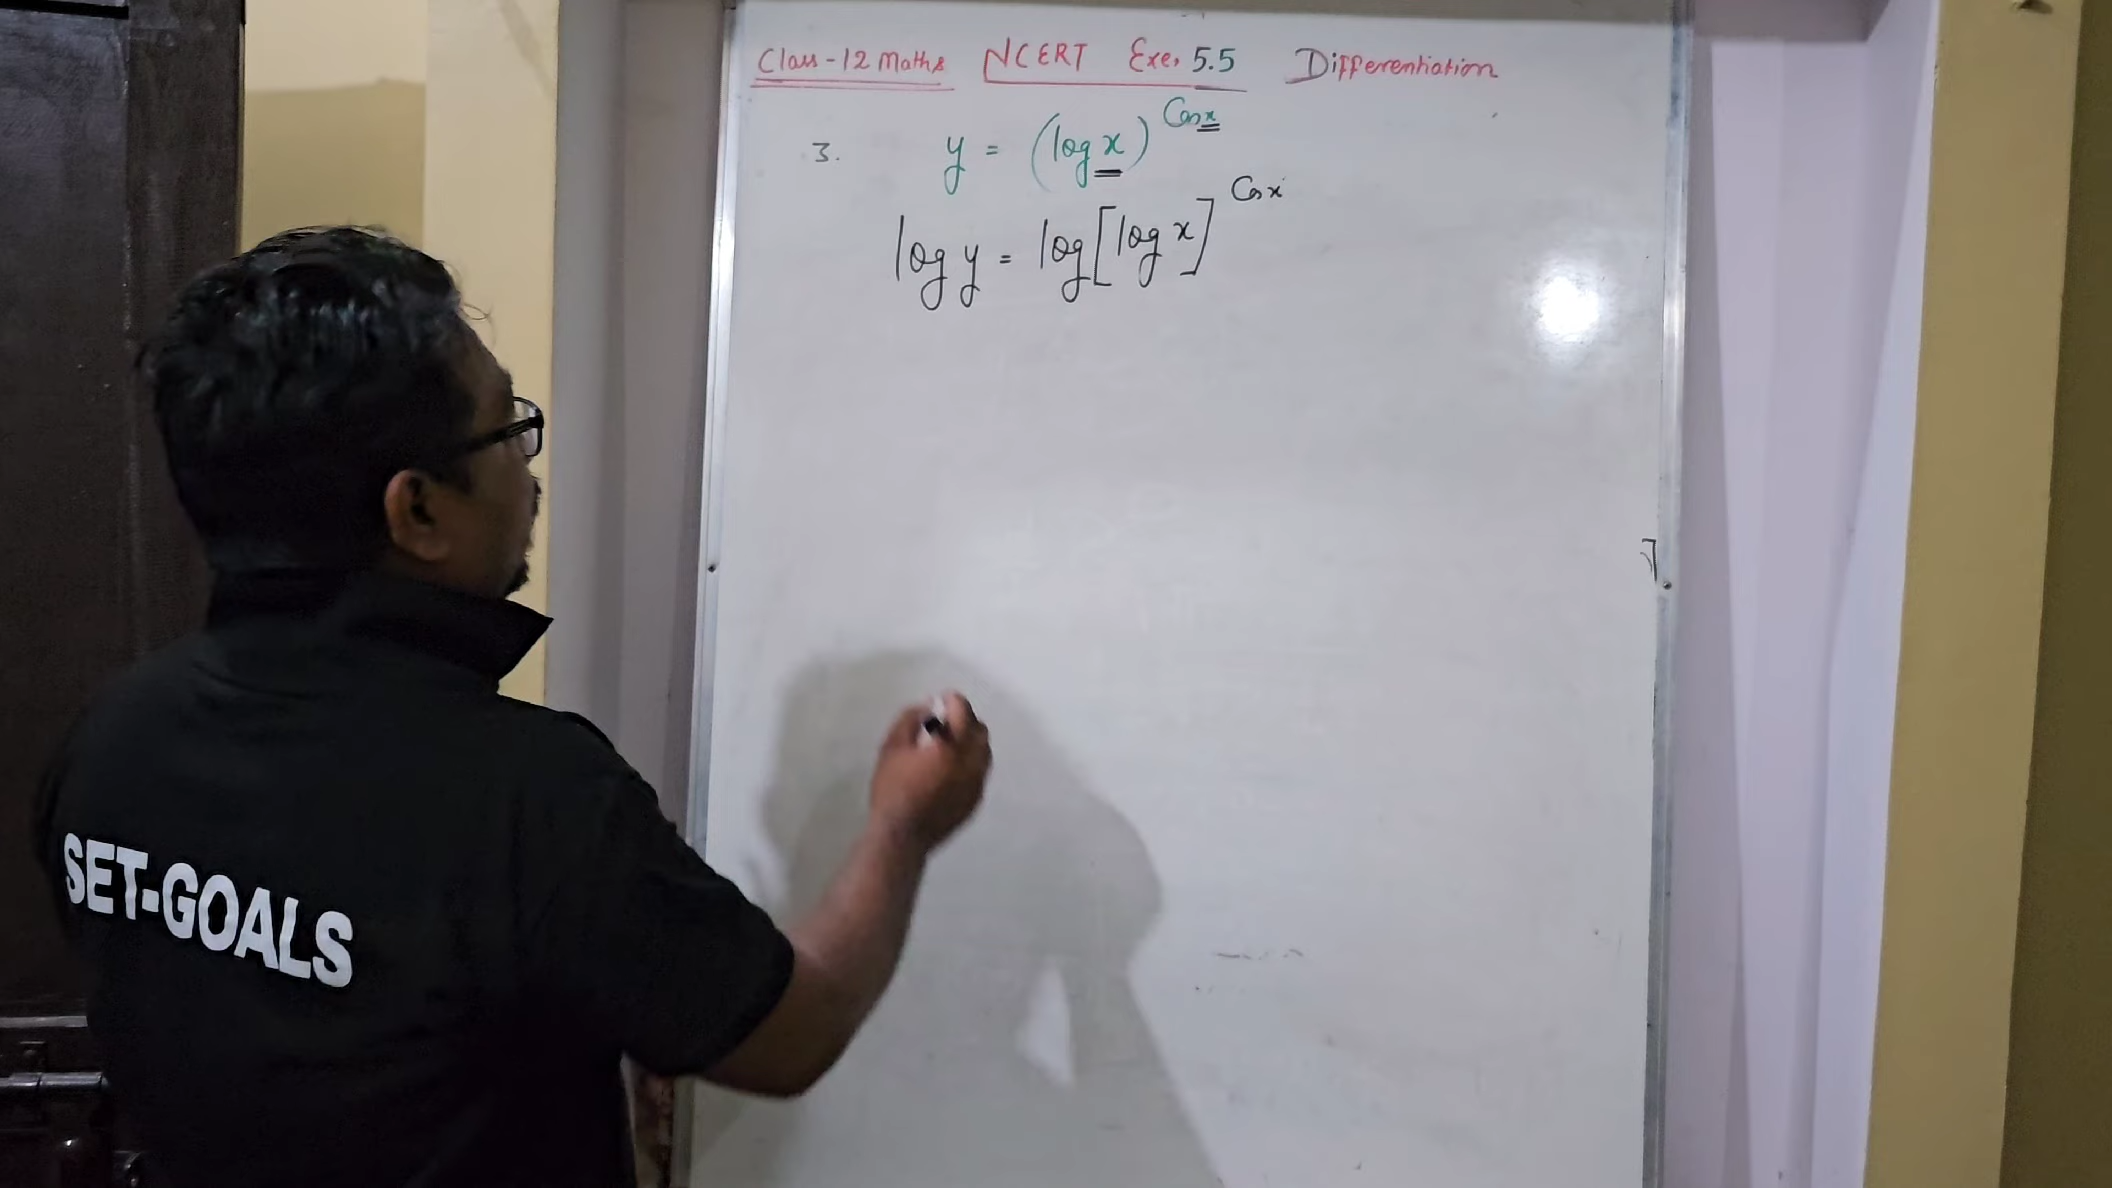 Class-12 Maths NCERT Exe. 5.5 Differentiation
3. y = (log x)^Cos x
log y = log[log x]^Cos x
SET-GOALS